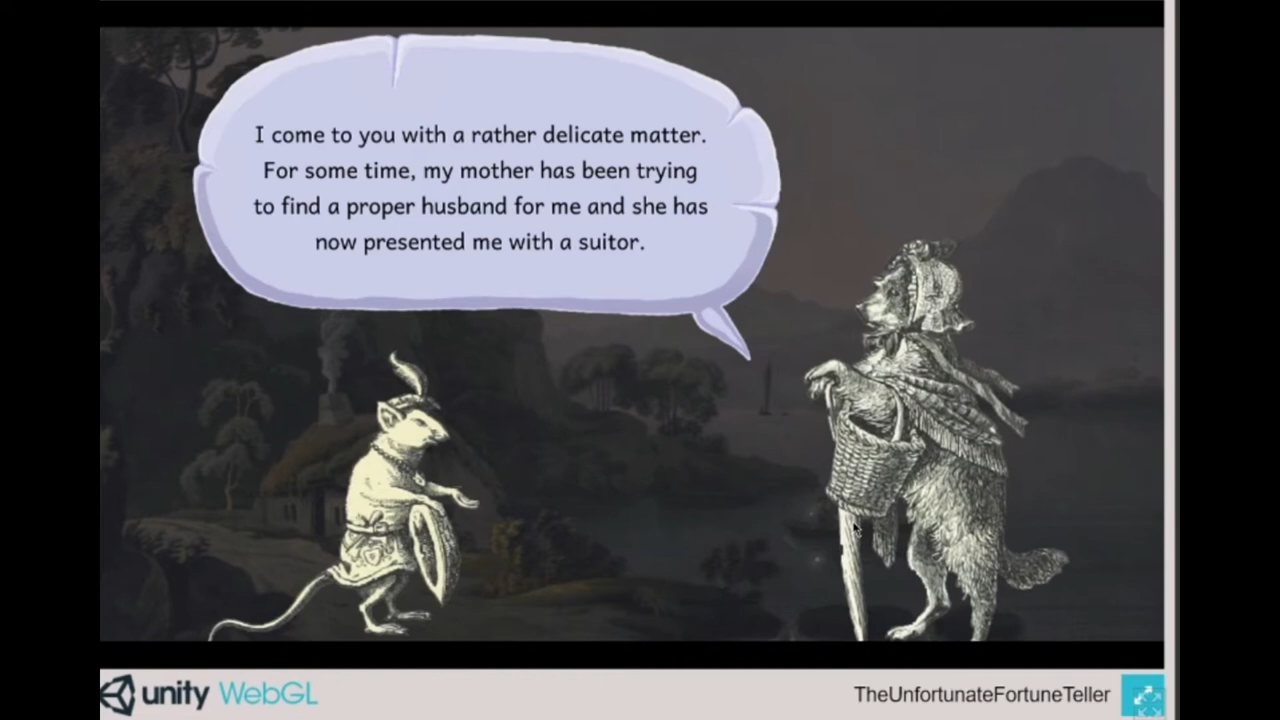 I come to you with a rather delicate matter.
For some time, my mother has been trying
to find a proper husband for me and she has
now presented me with a suitor.
unity WebGL
TheUnfortunateFortuneTeller